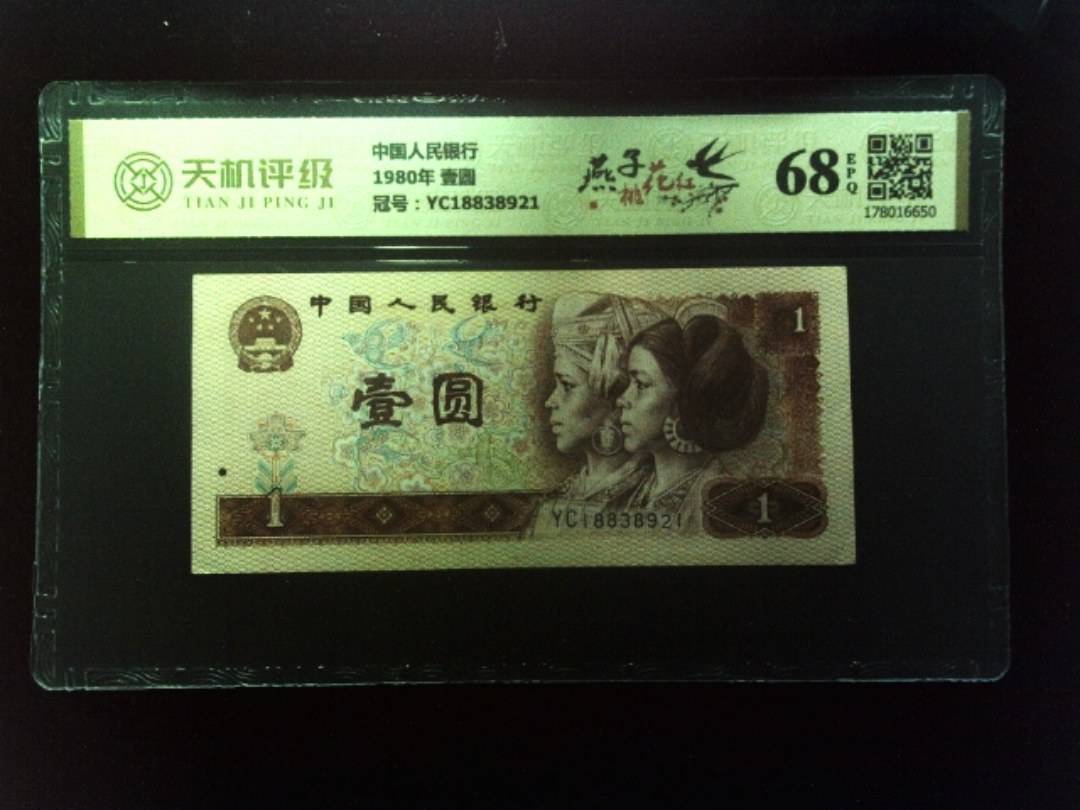 天机评级
TIAN JI PING JI
中国人民银行
1980年 壹圆
冠号：YC18838921
燕子
桃花红
68
EPQ
178016650
中国人民银行
壹圆
1
1
YC18838921
1